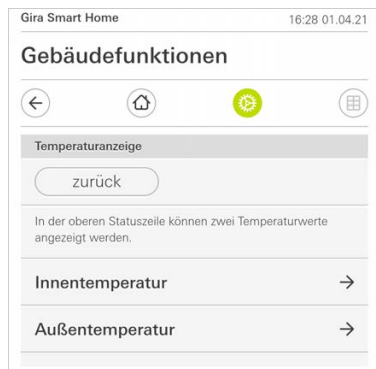 Gira Smart Home 16:28 01.04.21
Gebäudefunktionen
Temperaturanzeige
zurück
In der oberen Statuszeile können zwei Temperaturwerte
angezeigt werden.
Innentemperatur
Außentemperatur